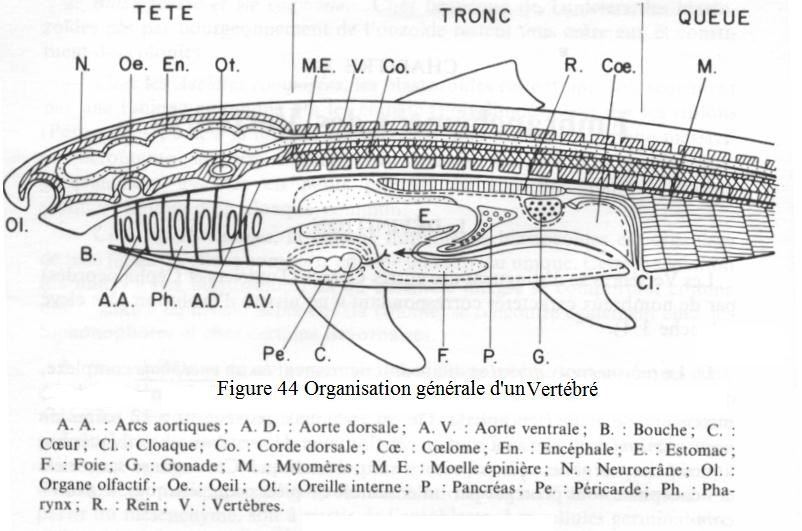 TETE TRONC QUEUE
N. Oe. En. Ot. M.E. V. Co. R. Cœ. M.
Ol.
E.
B.
Cl.
A.A. Ph. A.D. A.V.
Pe. C. F. P. G.
Figure 44 Organisation générale d'unVertébré
A. A. : Arcs aortiques ; A. D. : Aorte dorsale ; A. V. : Aorte ventrale ; B. : Bouche ; C. :
Cœur ; Cl. : Cloaque ; Co. : Corde dorsale ; Cœ. : Cœlome ; En. : Encéphale ; E. : Estomac ;
F. : Foie ; G. : Gonade ; M. : Myomères ; M. E. : Moelle épinière ; N. : Neurocrâne ; Ol. :
Organe olfactif ; Oe. : Oeil ; Ot. : Oreille interne ; P. : Pancréas ; Pe. : Péricarde ; Ph. : Pha-
rynx ; R. : Rein ; V. : Vertèbres.